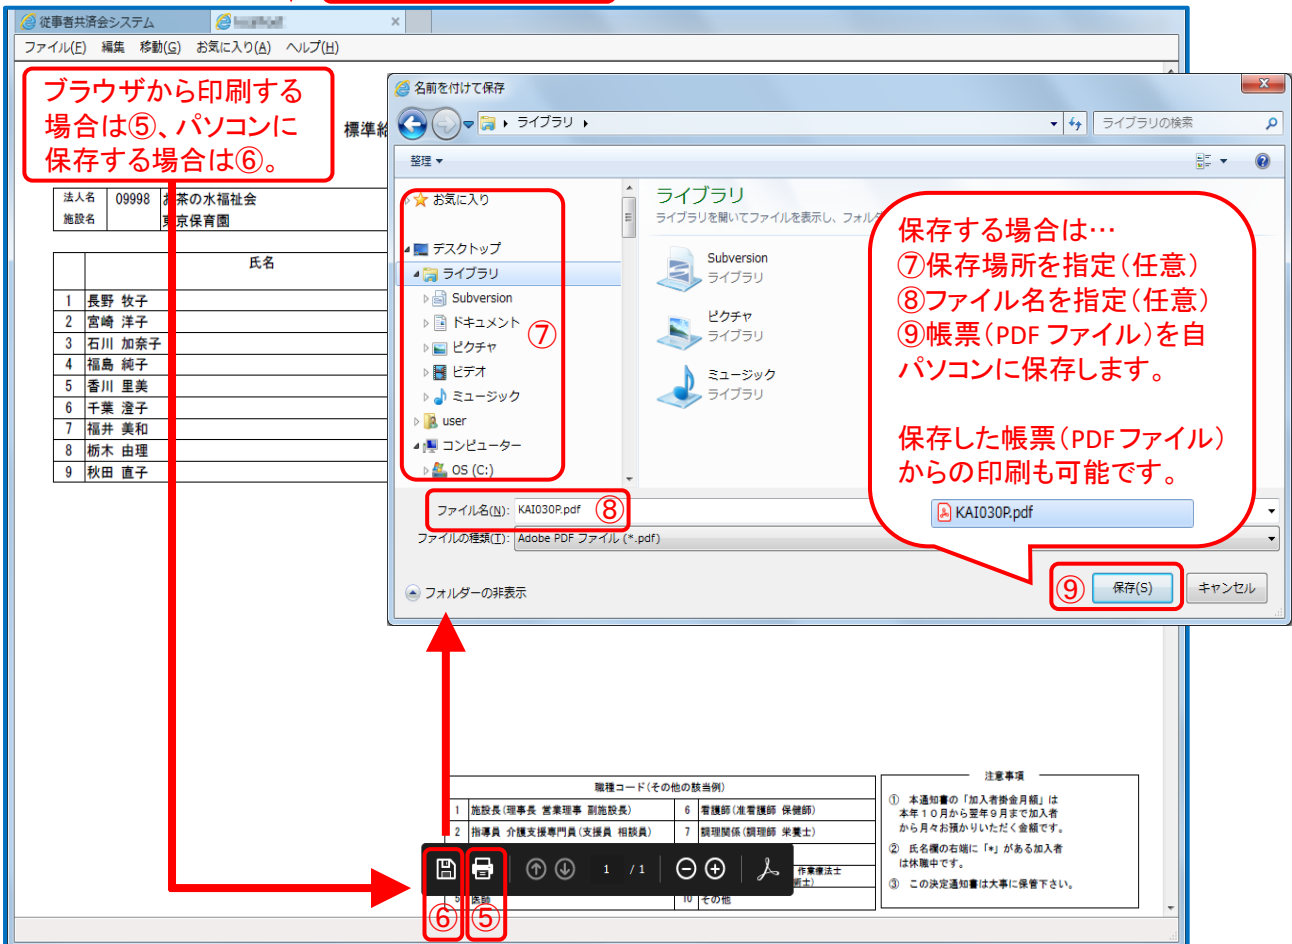 従事者共済会システム
ファイル(F) 編集 移動(G) お気に入り(A) ヘルプ(H)
ブラウザから印刷する
場合は⑤、パソコンに
保存する場合は⑥。
標準給
法人名 09998 お茶の水福祉会
施設名 東京保育園
氏名
1 長野 牧子
2 宮崎 洋子
3 石川 加奈子
4 福島 純子
5 香川 里美
6 千葉 澄子
7 福井 美和
8 栃木 由理
9 秋田 直子
名前を付けて保存
ライブラリ
ライブラリの検索
整理
お気に入り
デスクトップ
ライブラリ
Subversion
ドキュメント
ピクチャ
ビデオ
ミュージック
user
コンピューター
OS (C:)
⑦
ライブラリ
ライブラリを開いてファイルを表示し、フォルダ
Subversion
ライブラリ
ピクチャ
ライブラリ
ミュージック
ライブラリ
保存する場合は…
⑦保存場所を指定(任意)
⑧ファイル名を指定(任意)
⑨帳票(PDF ファイル)を自
パソコンに保存します。
保存した帳票(PDFファイル)
からの印刷も可能です。
KAI030P.pdf
ファイル名(N): KAI030P.pdf ⑧
ファイルの種類(T): Adobe PDF ファイル (*.pdf)
フォルダーの非表示
⑨ 保存(S) キャンセル
職種コード(その他の該当例)
1 施設長(理事長 営業理事 副施設長) 6 看護師(准看護師 保健師)
2 指導員 介護支援専門員(支援員 相談員) 7 調理関係(調理師 栄養士)
作業療法士
5 医師 10 その他
1 / 1
⑥ ⑤
注意事項
① 本通知書の「加入者掛金月額」は
本年10月から翌年9月まで加入者
から月々お預かりいただく金額です。
② 氏名欄の右端に「*」がある加入者
は休職中です。
③ この決定通知書は大事に保管下さい。